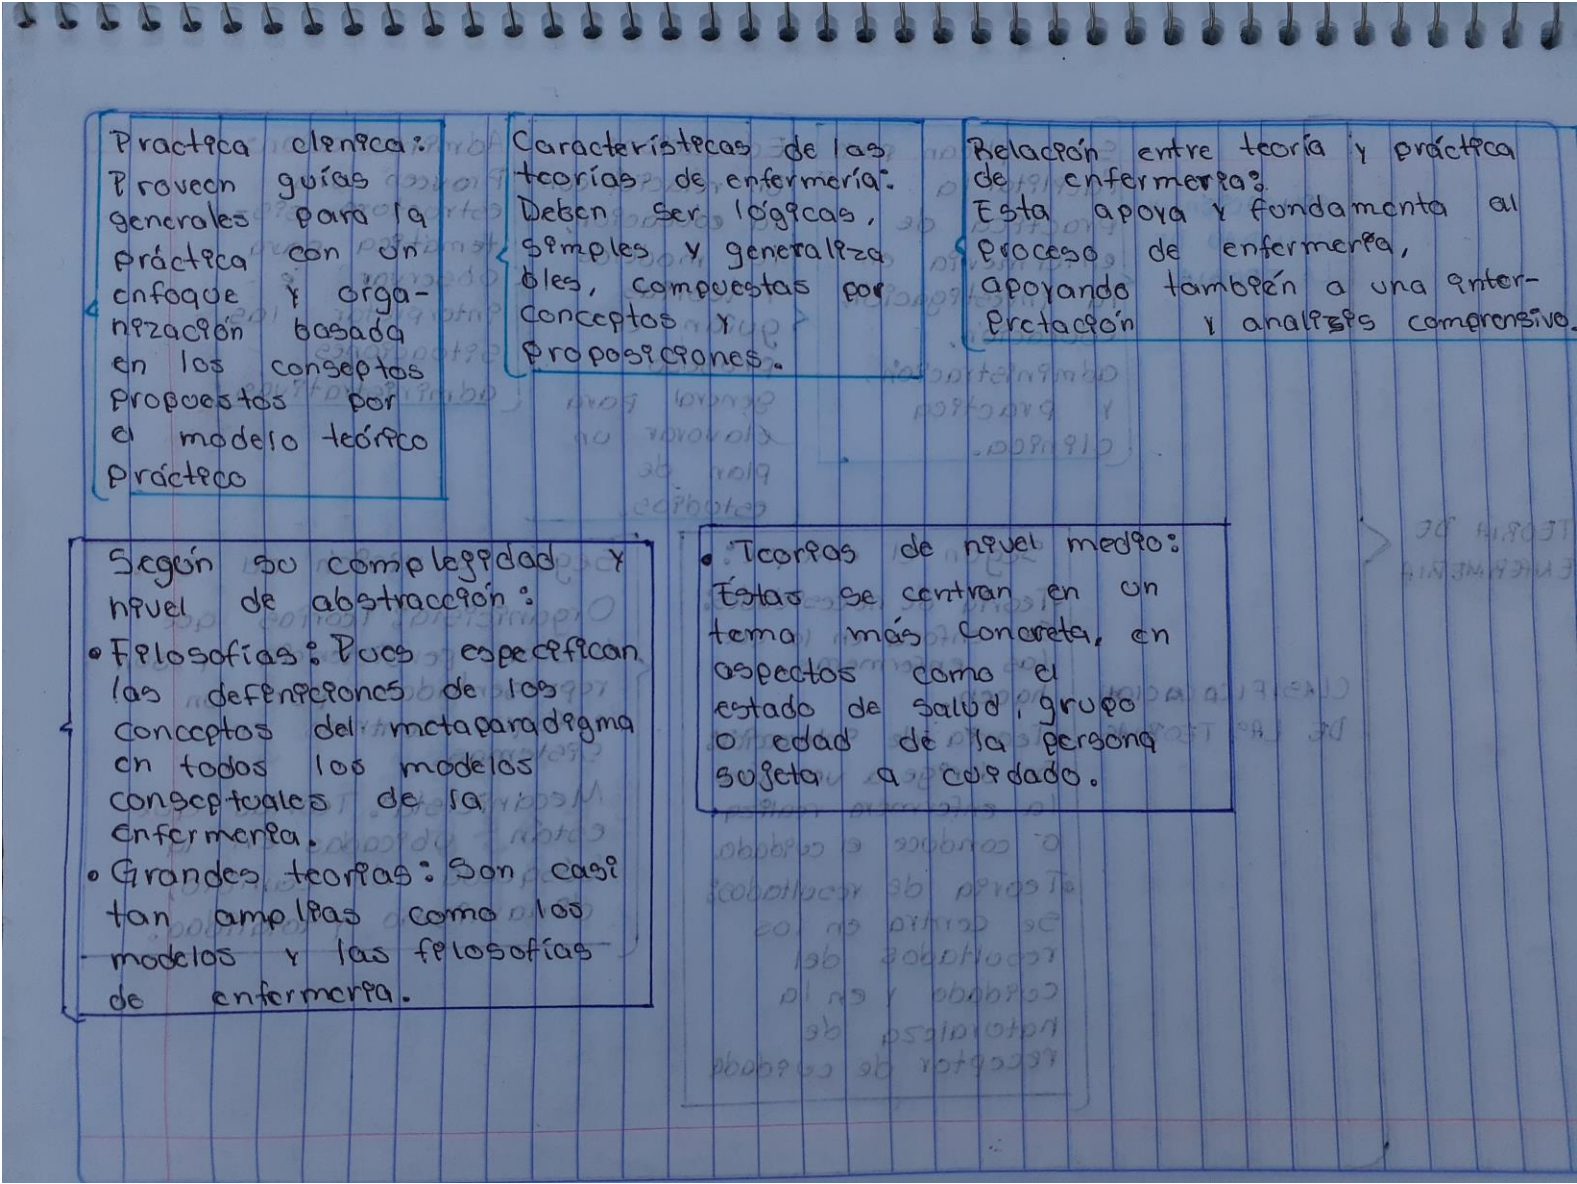 Practica clínica:
Proveen guías
generales para la
práctica con un
enfoque y orga-
nización basada
en los conseptos
propuestos por
el modelo teórico
práctico
Características de las
teorías de enfermería:
Deben ser lógicas,
simples y generaliza
bles, compuestas por
conceptos y
proposiciones.
Relación entre teoría y práctica
de enfermería:
Esta apoya y fundamenta al
proceso de enfermería,
apoyando también a una inter-
pretación y analisis comprensivo.
Según su complegidad y
nivel de abstracción:
• Filosofías: Pues especifican
las definiciones de los
conceptos del metaparadigma
en todos los modelos
conseptuales de la
enfermería.
• Grandes teorías: Son casi
tan amplias como los
modelos y las filosofías
de enfermería.
• Teorías de nivel medio:
Estas se centran en un
tema más concreta, en
aspectos como el
estado de salud, grupo
o edad de la persona
sujeta a cuidado.